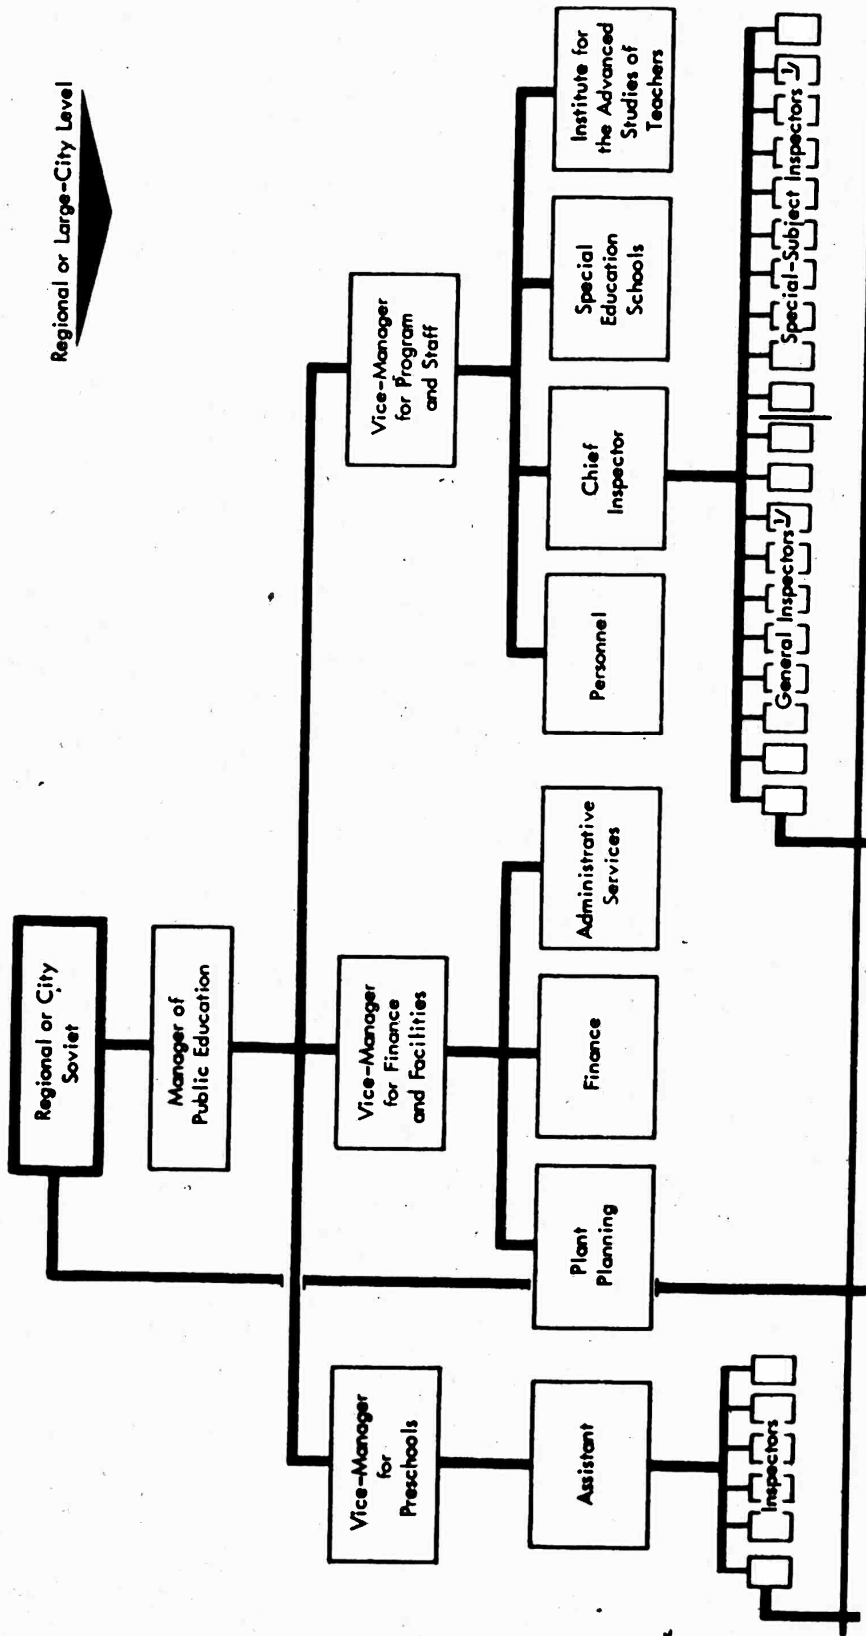 Regional or Large-City Level
Regional or City
Soviet
Manager of
Public Education
Vice-Manager
for
Preschools
Vice-Manager
for Finance
and Facilities
Vice-Manager
for Program
and Staff
Assistant
Plant
Planning
Finance
Administrative
Services
Personnel
Chief
Inspector
Special
Education
Schools
Institute for
the Advanced
Studies of
Teachers
Inspectors
General Inspectors 1/
Special-Subject Inspectors 1/